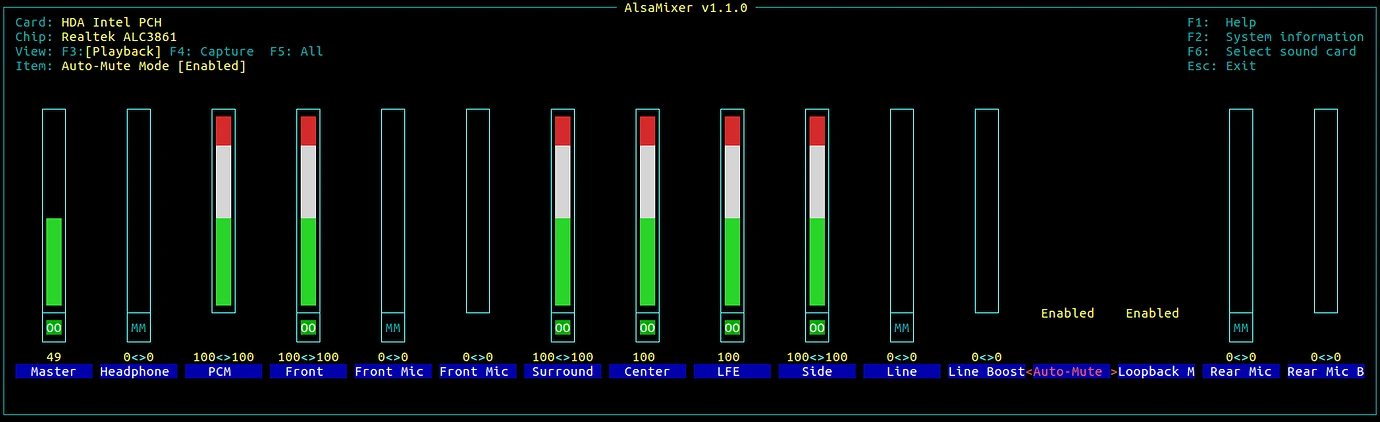 AlsaMixer v1.1.0
Card: HDA Intel PCH F1: Help
Chip: Realtek ALC3861 F2: System information
View: F3:[Playback] F4: Capture F5: All F6: Select sound card
Item: Auto-Mute Mode [Enabled] Esc: Exit
Enabled Enabled
OO MM OO MM OO OO OO OO MM MM
49 0<>0 100<>100 100<>100 0<>0 0<>0 100<>100 100 100 100<>100 0<>0 0<>0 0<>0 0<>0
Master Headphone PCM Front Front Mic Front Mic Surround Center LFE Side Line Line Boost<Auto-Mute >Loopback M Rear Mic Rear Mic B